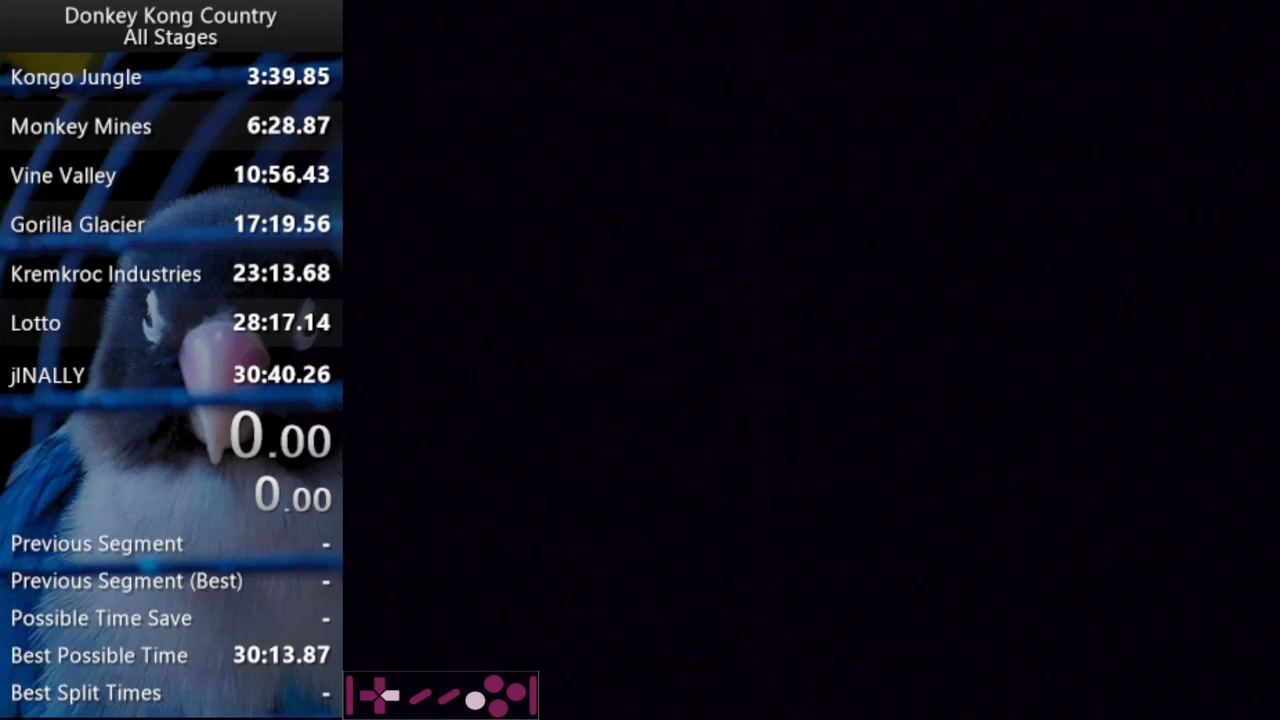 Donkey Kong Country
All Stages
Kongo Jungle 3:39.85
Monkey Mines 6:28.87
Vine Valley 10:56.43
Gorilla Glacier 17:19.56
Kremkroc Industries 23:13.68
Lotto 28:17.14
jINALLY 30:40.26
0.00
0.00
Previous Segment -
Previous Segment (Best) -
Possible Time Save -
Best Possible Time 30:13.87
Best Split Times -